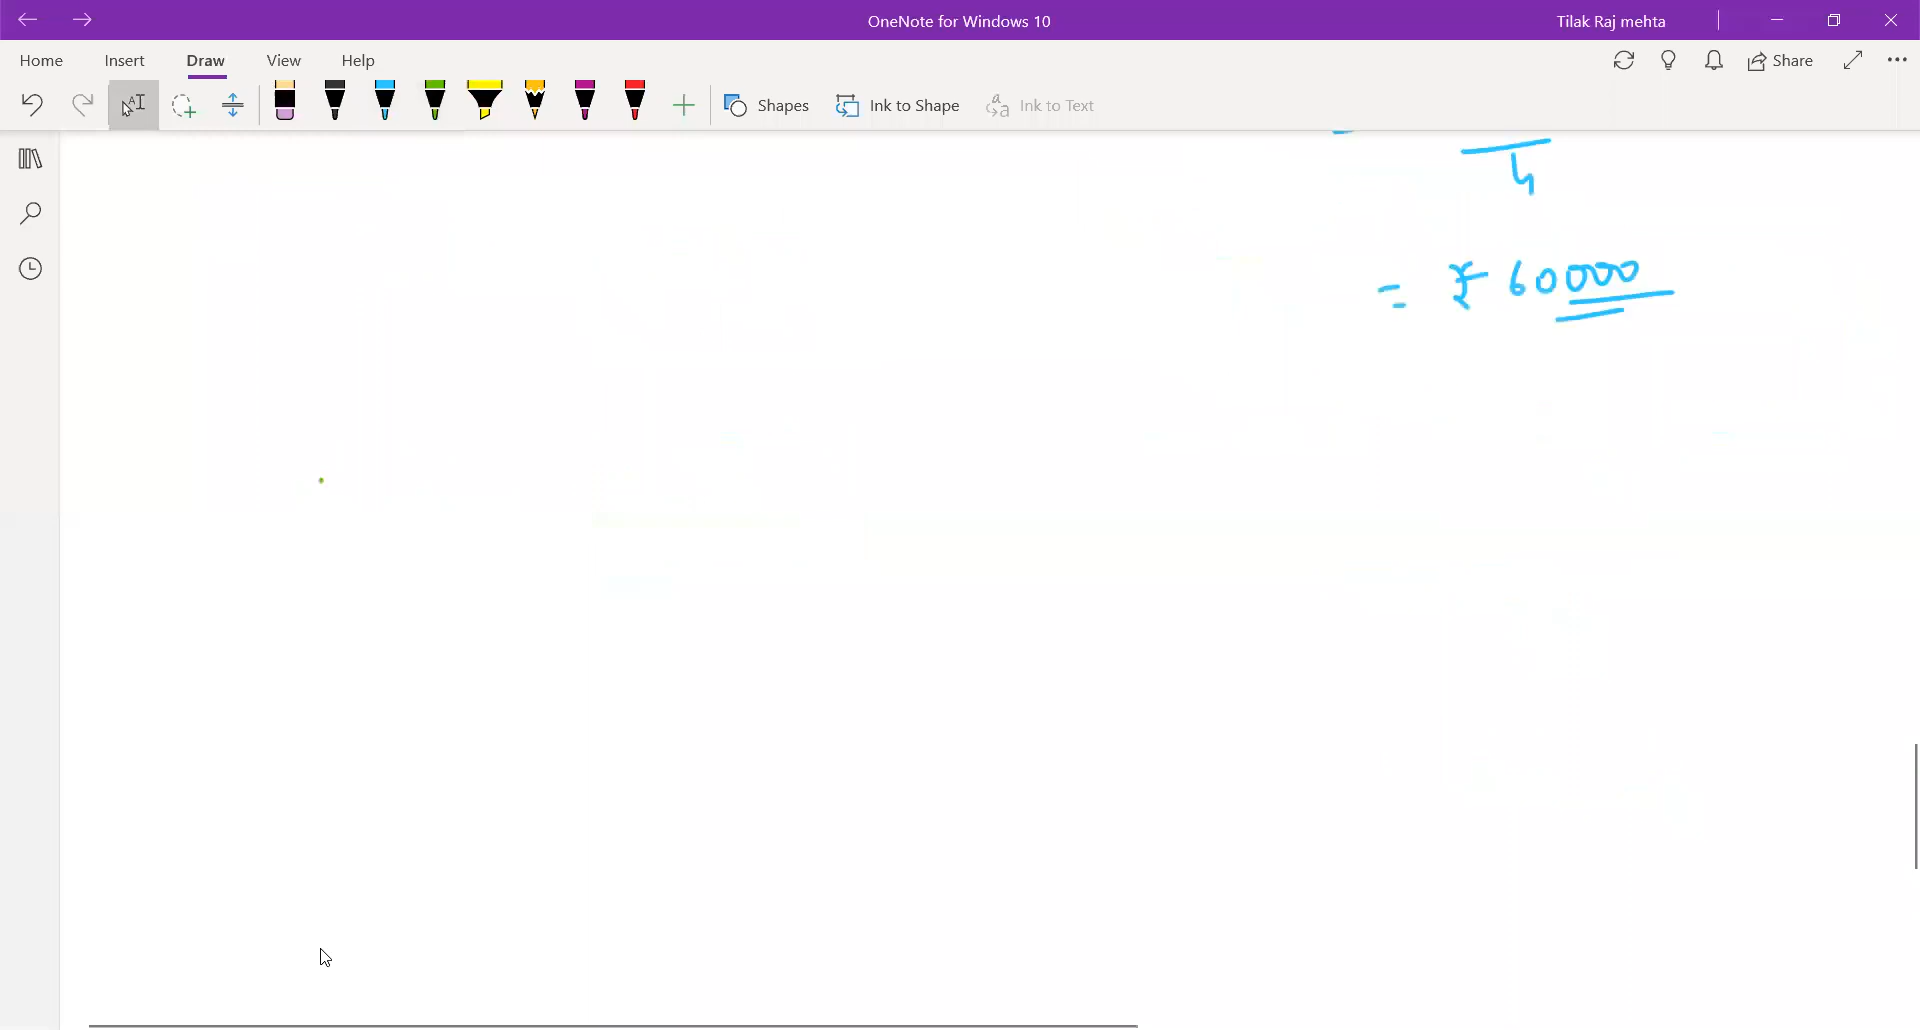 OneNote for Windows 10
Tilak Raj mehta
Home Insert Draw View Help
Share
Shapes
Ink to Shape
Ink to Text
4
= ₹ 60000